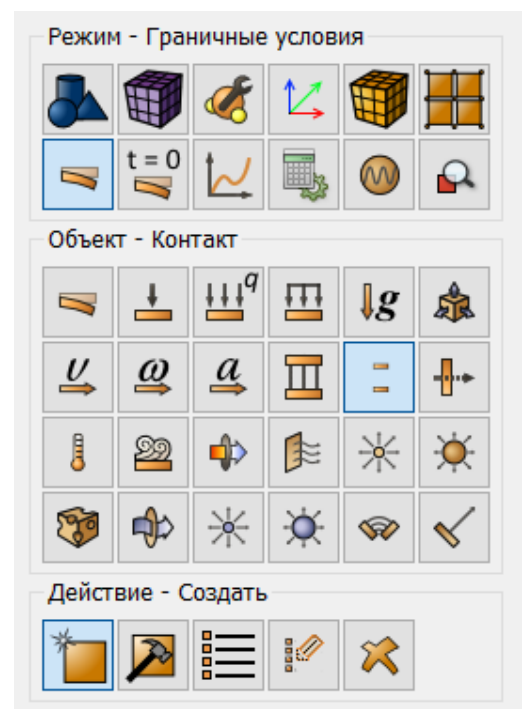 Режим - Граничные условия
t = 0
Объект - Контакт
q
g
υ ω a
Действие - Создать